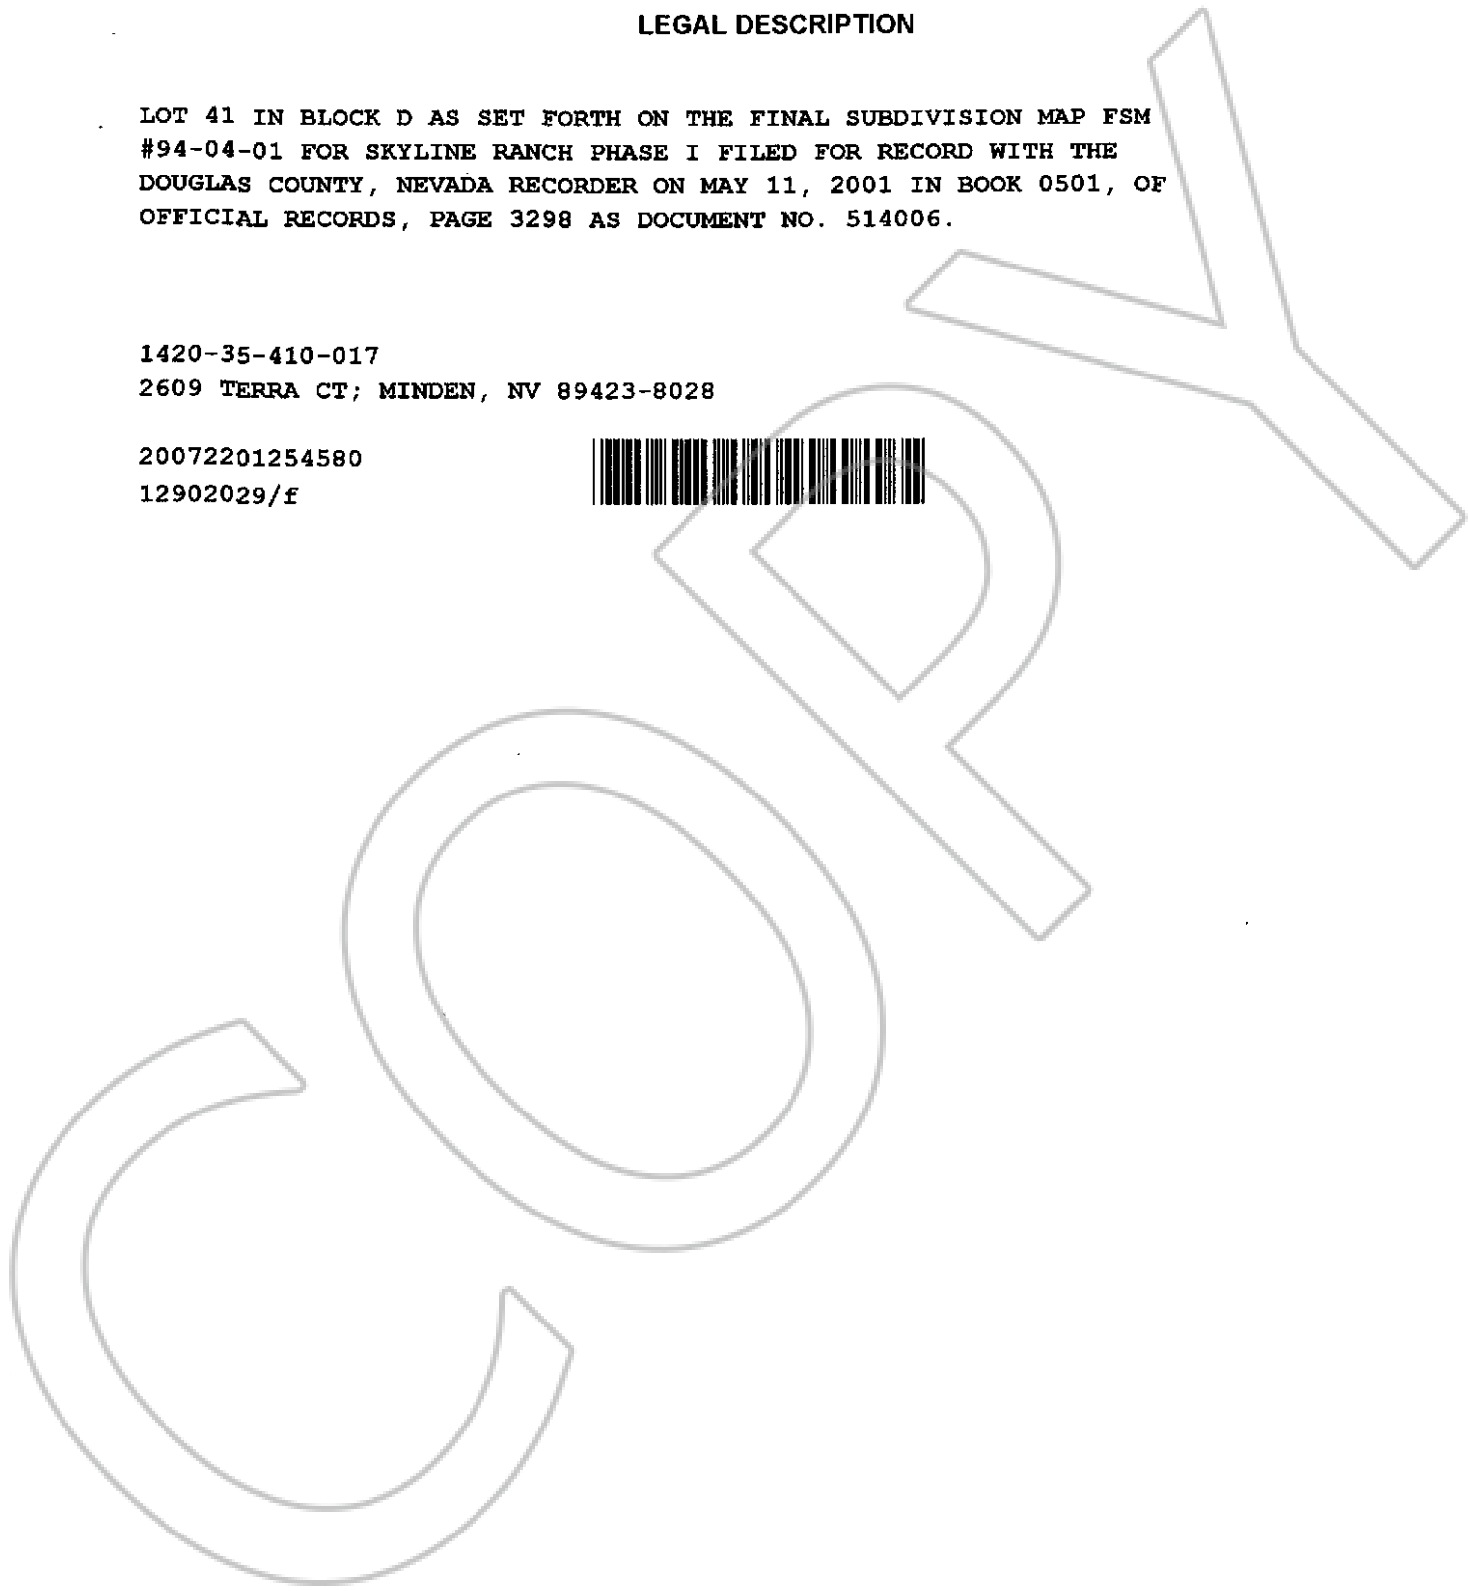 LEGAL DESCRIPTION
LOT 41 IN BLOCK D AS SET FORTH ON THE FINAL SUBDIVISION MAP FSM
#94-04-01 FOR SKYLINE RANCH PHASE I FILED FOR RECORD WITH THE
DOUGLAS COUNTY, NEVADA RECORDER ON MAY 11, 2001 IN BOOK 0501, OF
OFFICIAL RECORDS, PAGE 3298 AS DOCUMENT NO. 514006.
1420-35-410-017
2609 TERRA CT; MINDEN, NV 89423-8028
20072201254580
12902029/f
COPY